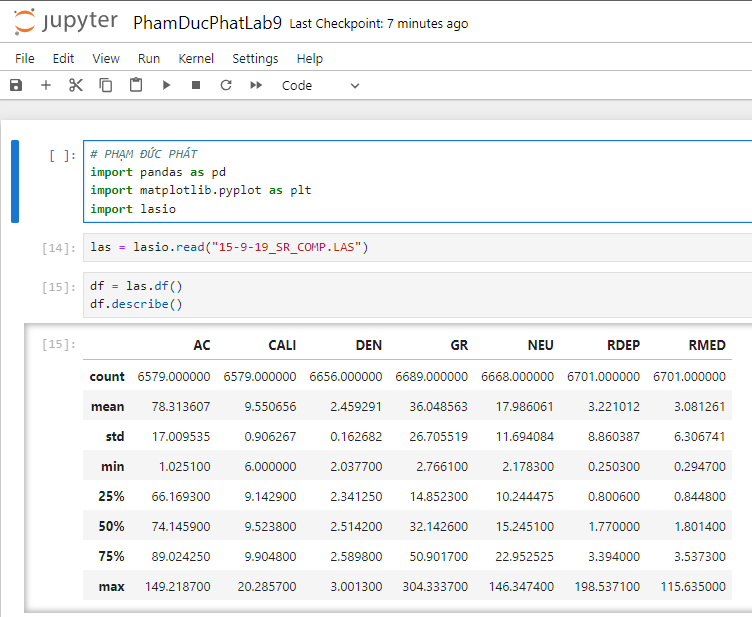 jupyter PhamDucPhatLab9 Last Checkpoint: 7 minutes ago
File Edit View Run Kernel Settings Help
Code
[ ]: # PHẠM ĐỨC PHÁT
import pandas as pd
import matplotlib.pyplot as plt
import lasio
[14]: las = lasio.read("15-9-19_SR_COMP.LAS")
[15]: df = las.df()
df.describe()
[15]: AC CALI DEN GR NEU RDEP RMED
count 6579.000000 6579.000000 6656.000000 6689.000000 6668.000000 6701.000000 6701.000000
mean 78.313607 9.550656 2.459291 36.048563 17.986061 3.221012 3.081261
std 17.009535 0.906267 0.162682 26.705519 11.694084 8.860387 6.306741
min 1.025100 6.000000 2.037700 2.766100 2.178300 0.250300 0.294700
25% 66.169300 9.142900 2.341250 14.852300 10.244475 0.800600 0.844800
50% 74.145900 9.523800 2.514200 32.142600 15.245100 1.770000 1.801400
75% 89.024250 9.904800 2.589800 50.901700 22.952525 3.394000 3.537300
max 149.218700 20.285700 3.001300 304.333700 146.347400 198.537100 115.635000